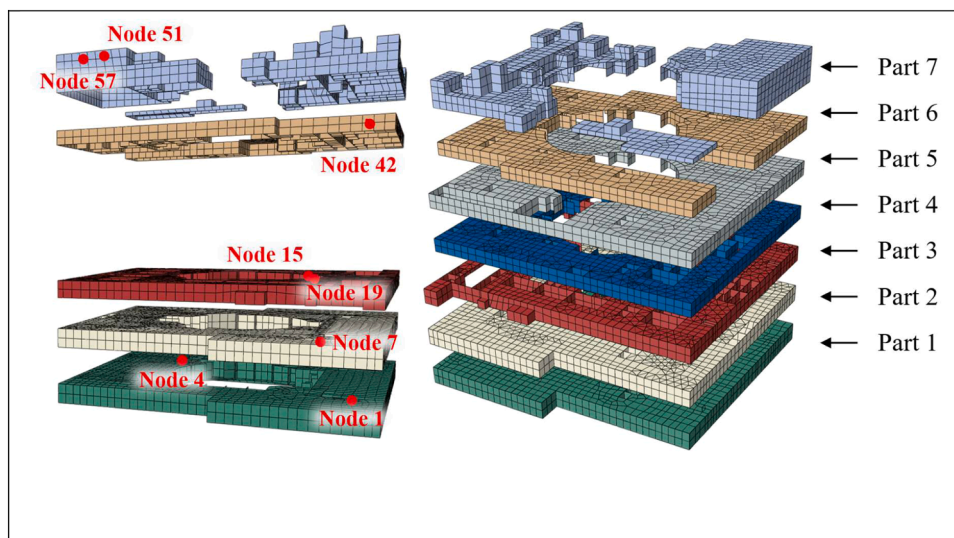 Node 51
Node 57
Node 42
Node 15
Node 19
Node 7
Node 4
Node 1
Part 7
Part 6
Part 5
Part 4
Part 3
Part 2
Part 1